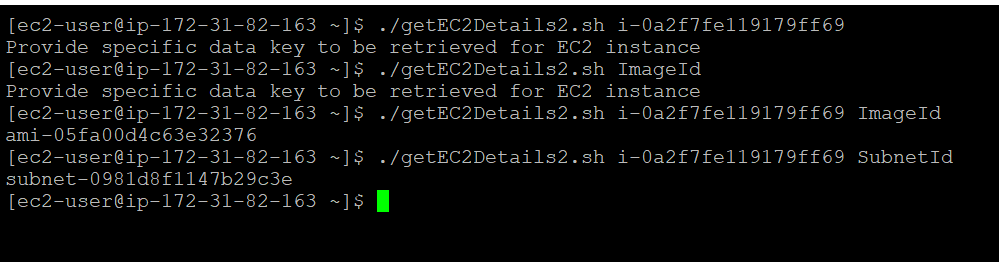 [ec2-user@ip-172-31-82-163 ~]$ ./getEC2Details2.sh i-0a2f7fe119179ff69
Provide specific data key to be retrieved for EC2 instance
[ec2-user@ip-172-31-82-163 ~]$ ./getEC2Details2.sh ImageId
Provide specific data key to be retrieved for EC2 instance
[ec2-user@ip-172-31-82-163 ~]$ ./getEC2Details2.sh i-0a2f7fe119179ff69 ImageId
ami-05fa00d4c63e32376
[ec2-user@ip-172-31-82-163 ~]$ ./getEC2Details2.sh i-0a2f7fe119179ff69 SubnetId
subnet-0981d8f1147b29c3e
[ec2-user@ip-172-31-82-163 ~]$